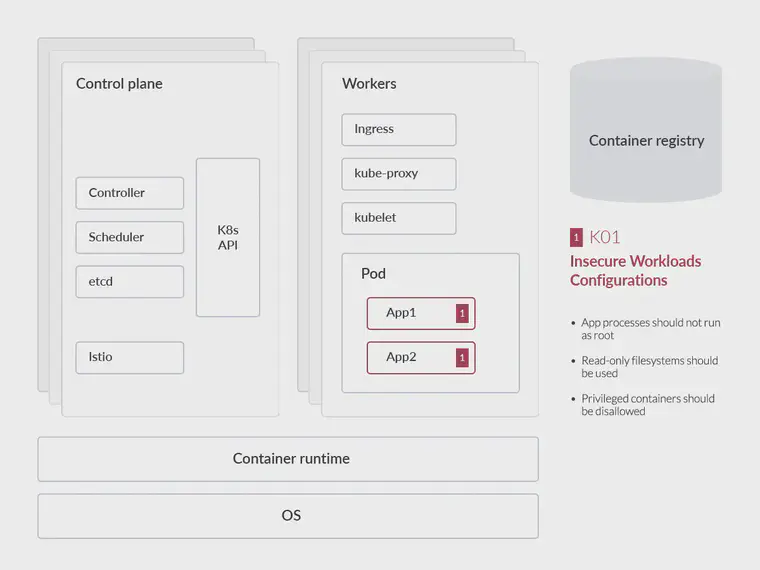 Control plane
Controller
Scheduler
etcd
Istio
K8s
API
Workers
Ingress
kube-proxy
kubelet
Pod
App1 1
App2 1
Container runtime
OS
Container registry
1 K01
Insecure Workloads
Configurations
• App processes should not run
as root
• Read-only filesystems should
be used
• Privileged containers should
be disallowed